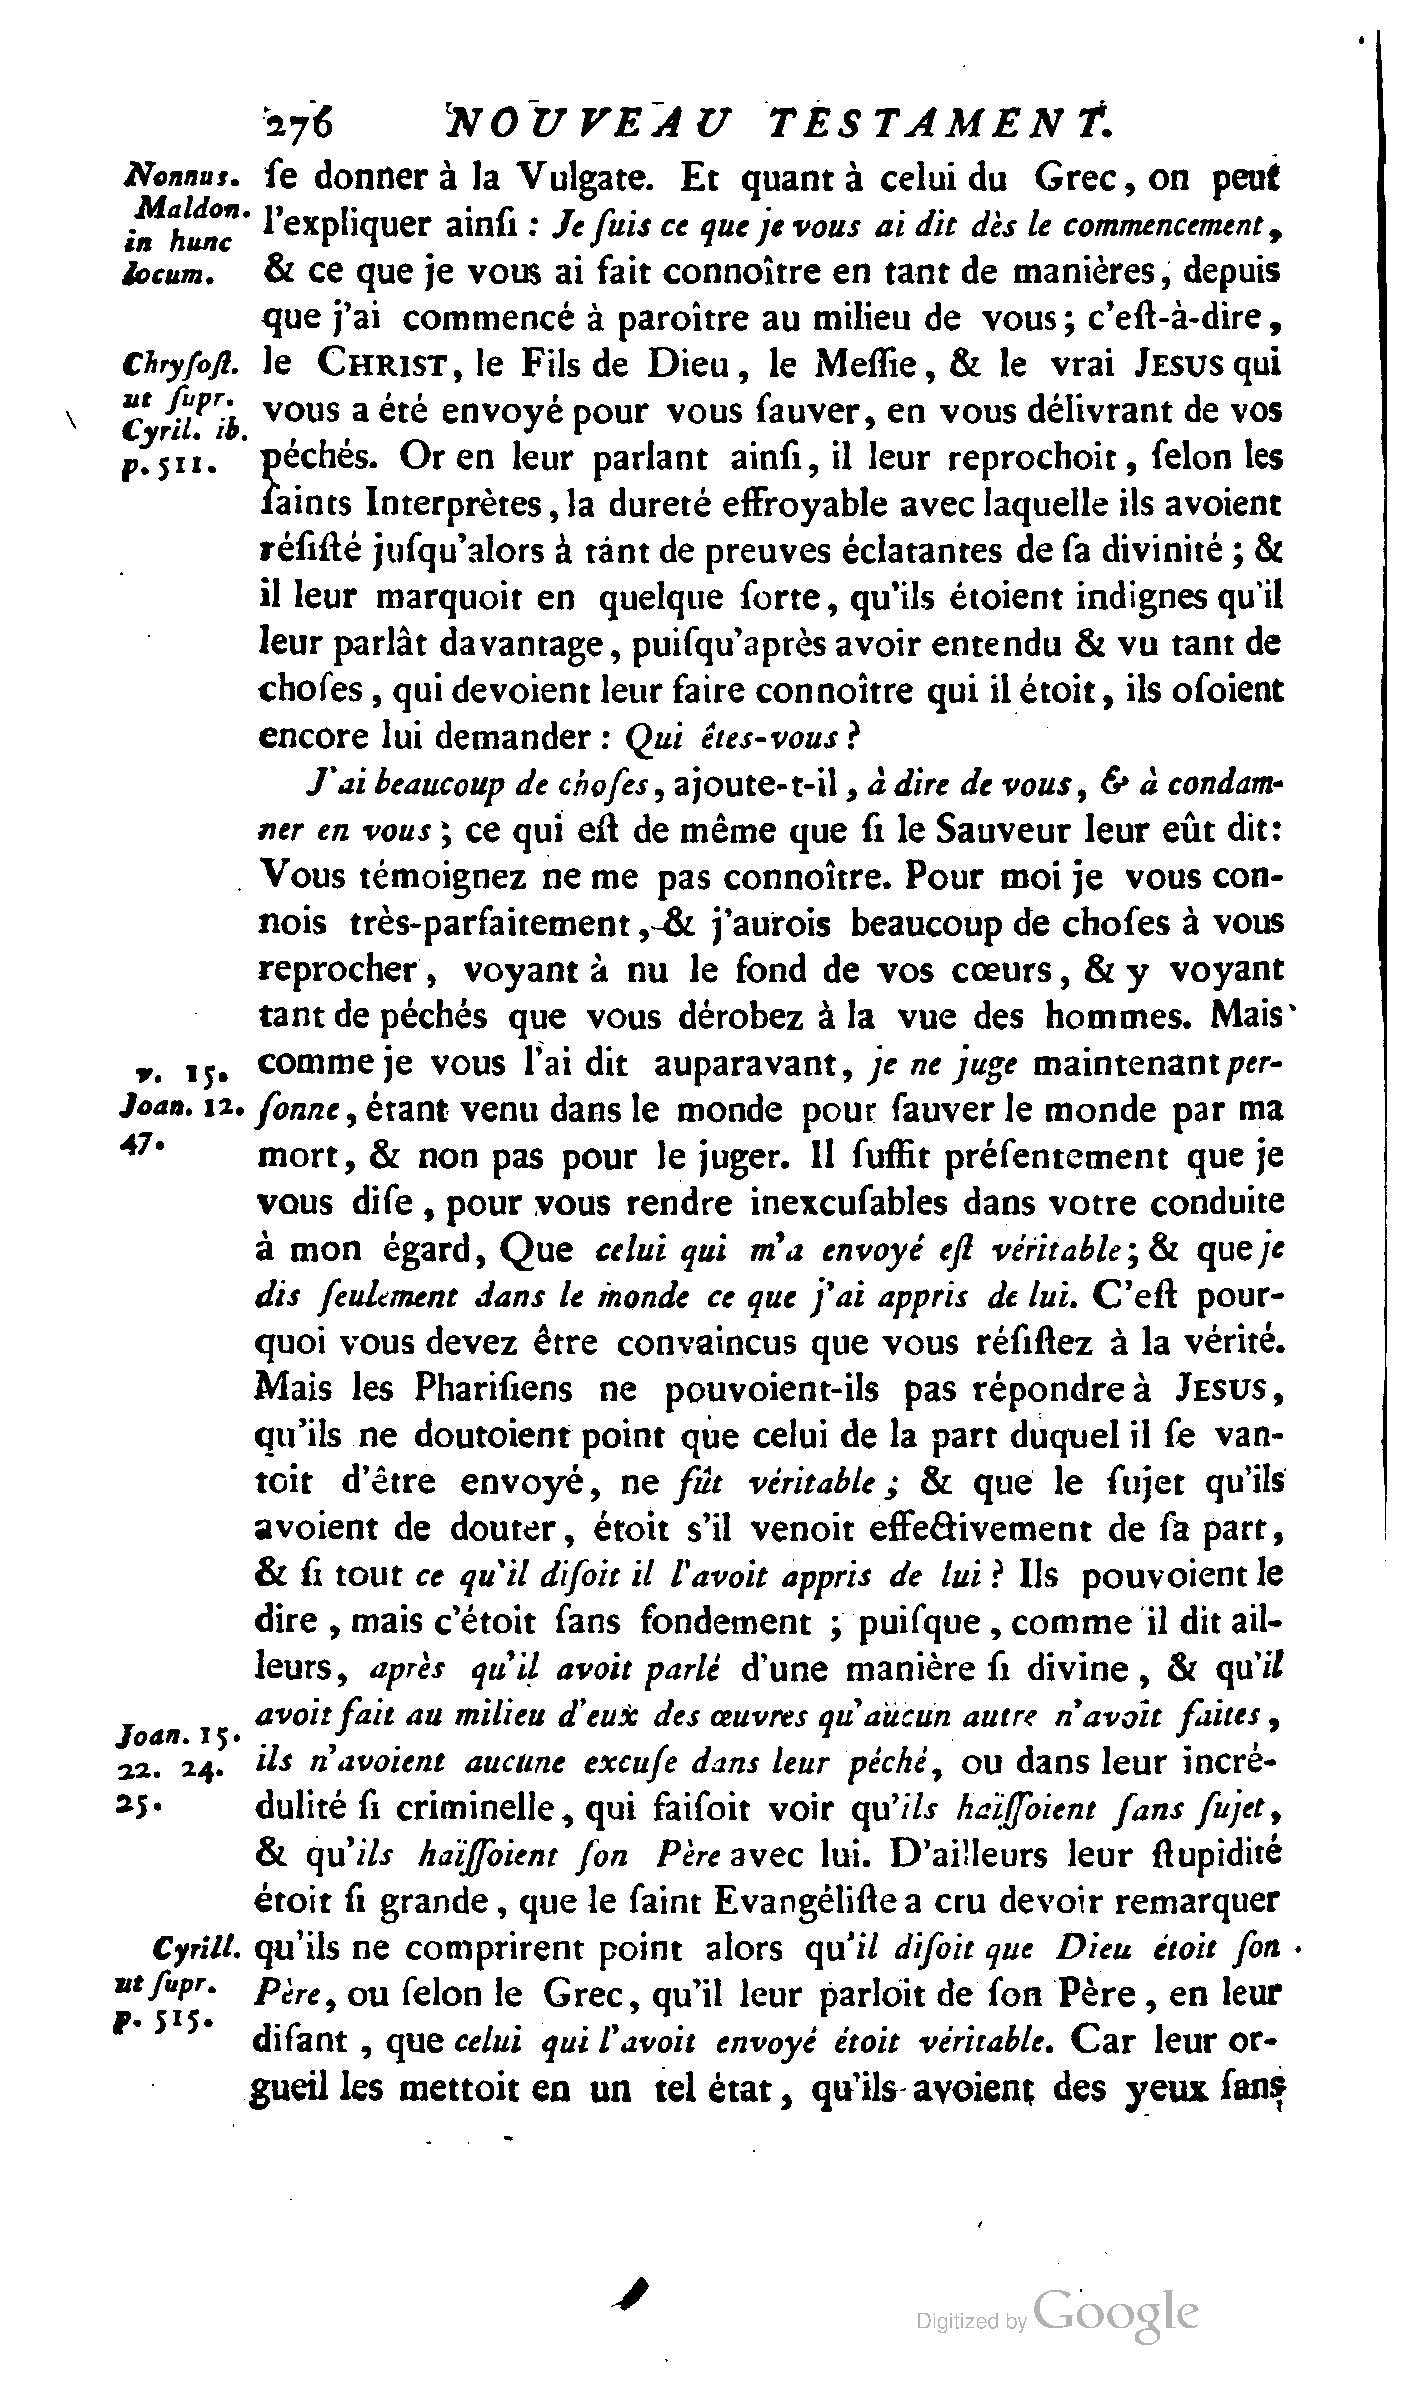 276 NOUVEAU TESTAMENT.
Nonnus. ſe donner à la Vulgate. Et quant à celui du Grec, on peut
Maldon. l'expliquer ainſi : Je ſuis ce que je vous ai dit dès le commencement,
in hunc
locum. & ce que je vous ai fait connoître en tant de manières, depuis
que j'ai commencé à paroître au milieu de vous; c'eſt-à-dire,
Chryſoſt. le CHRIST, le Fils de Dieu, le Meſſie, & le vrai JESUS qui
ut ſupr. vous a été envoyé pour vous ſauver, en vous délivrant de vos
Cyril. ib.
p. 511. péchés. Or en leur parlant ainſi, il leur reprochoit, ſelon les
ſaints Interprètes, la dureté effroyable avec laquelle ils avoient
réſiſté juſqu'alors à tant de preuves éclatantes de ſa divinité; &
il leur marquoit en quelque ſorte, qu'ils étoient indignes qu'il
leur parlât davantage, puiſqu'après avoir entendu & vu tant de
choſes, qui devoient leur faire connoître qui il étoit, ils oſoient
encore lui demander : Qui êtes-vous ?
J'ai beaucoup de choſes, ajoute-t-il, à dire de vous, & à condam-
ner en vous; ce qui eſt de même que ſi le Sauveur leur eût dit:
Vous témoignez ne me pas connoître. Pour moi je vous con-
nois très-parfaitement, & j'aurois beaucoup de choſes à vous
reprocher, voyant à nu le fond de vos cœurs, & y voyant
tant de péchés que vous dérobez à la vue des hommes. Mais
v. 15. comme je vous l'ai dit auparavant, je ne juge maintenant per-
Joan. 12. ſonne, étant venu dans le monde pour ſauver le monde par ma
47. mort, & non pas pour le juger. Il ſuffit préſentement que je
vous diſe, pour vous rendre inexcuſables dans votre conduite
à mon égard, Que celui qui m'a envoyé eſt véritable; & que je
dis ſeulement dans le monde ce que j'ai appris de lui. C'eſt pour-
quoi vous devez être convaincus que vous réſiſtez à la vérité.
Mais les Phariſiens ne pouvoient-ils pas répondre à JESUS,
qu'ils ne doutoient point que celui de la part duquel il ſe van-
toit d'être envoyé, ne fût véritable; & que le ſujet qu'ils
avoient de douter, étoit s'il venoit effectivement de ſa part,
& ſi tout ce qu'il diſoit il l'avoit appris de lui ? Ils pouvoient le
dire, mais c'étoit ſans fondement ; puiſque, comme il dit ail-
leurs, après qu'il avoit parlé d'une manière ſi divine, & qu'il
avoit fait au milieu d'eux des œuvres qu'aucun autre n'avoit faites,
Joan. 15.
22. 24. ils n'avoient aucune excuſe dans leur péché, ou dans leur incré-
25. dulité ſi criminelle, qui faiſoit voir qu'ils haïſſoient ſans ſujet,
& qu'ils haïſſoient ſon Père avec lui. D'ailleurs leur ſtupidité
étoit ſi grande, que le ſaint Evangéliſte a cru devoir remarquer
Cyrill. qu'ils ne comprirent point alors qu'il diſoit que Dieu étoit ſon
ut ſupr. Père, ou ſelon le Grec, qu'il leur parloit de ſon Père, en leur
p. 515. diſant, que celui qui l'avoit envoyé étoit véritable. Car leur or-
gueil les mettoit en un tel état, qu'ils avoient des yeux ſans
Digitized by Google